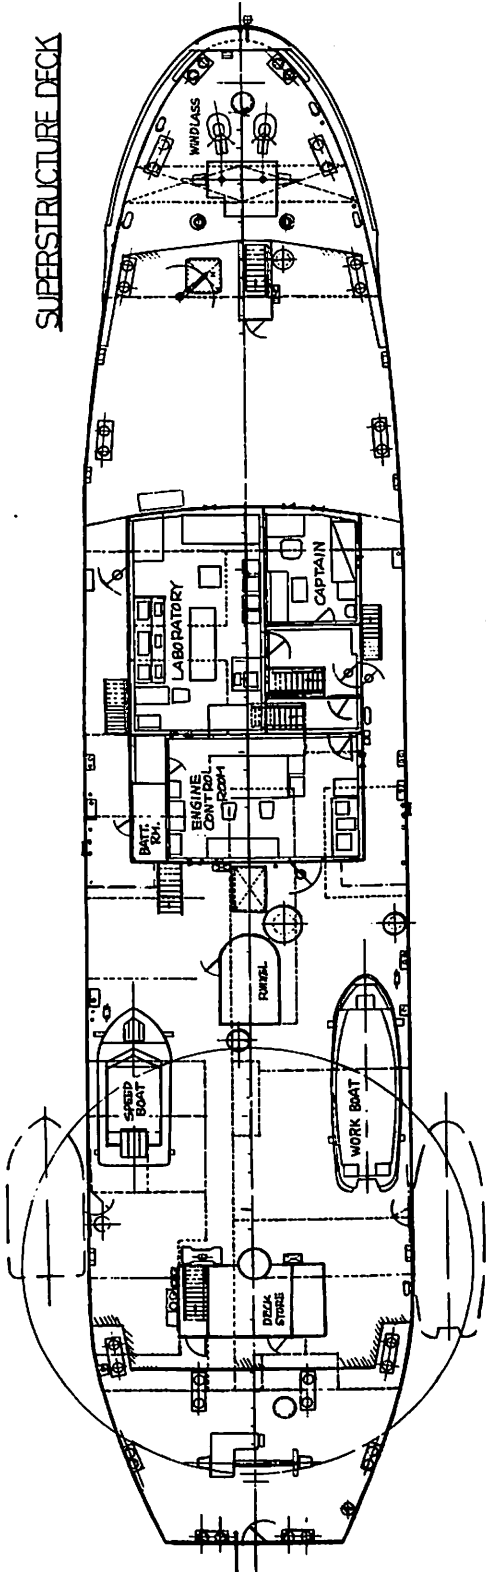 SUPERSTRUCTURE DECK
WINDLASS
LABORATORY
CAPTAIN
ENGINE
CONTROL
ROOM
BATT.
RM.
FUNNEL
SPEED
BOAT
WORK BOAT
DECK
STORE